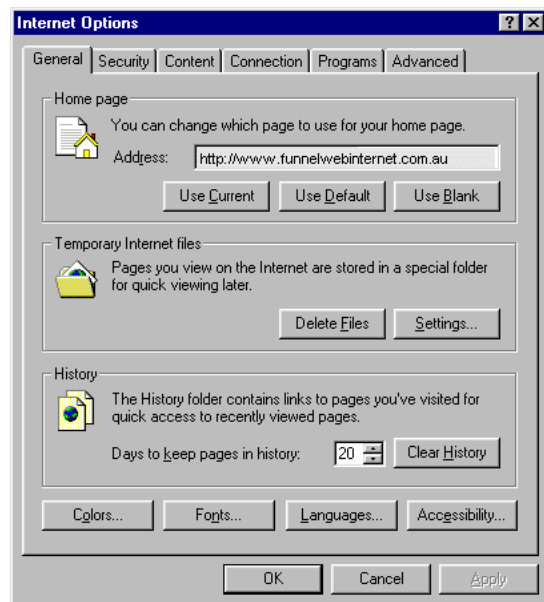 Internet Options
General Security Content Connection Programs Advanced
Home page
You can change which page to use for your home page.
Address: http://www.funnelwebinternet.com.au
Use Current Use Default Use Blank
Temporary Internet files
Pages you view on the Internet are stored in a special folder
for quick viewing later.
Delete Files Settings...
History
The History folder contains links to pages you've visited for
quick access to recently viewed pages.
Days to keep pages in history: 20 Clear History
Colors... Fonts... Languages... Accessibility...
OK Cancel Apply